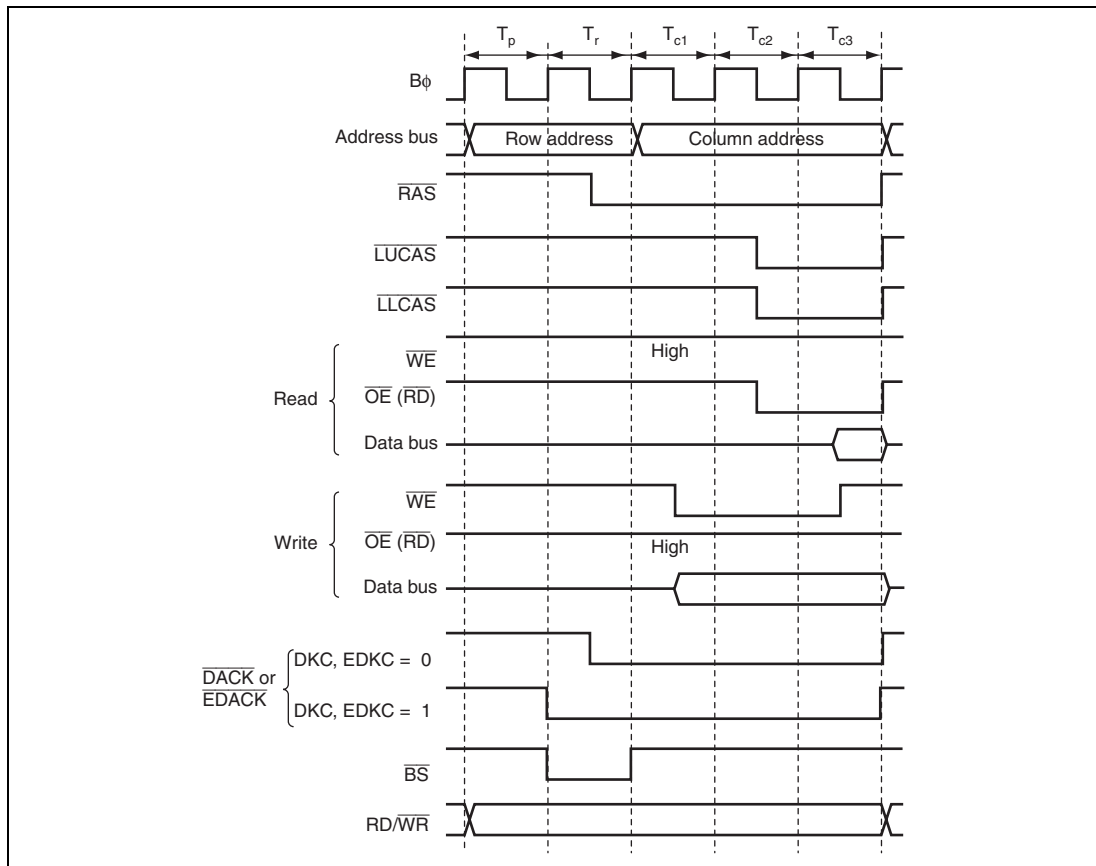 Tp Tr Tc1 Tc2 Tc3
Bϕ
Address bus Row address Column address
RAS
LUCAS
LLCAS
WE High
Read OE (RD)
Data bus
WE
Write OE (RD) High
Data bus
DKC, EDKC = 0
DACK or
EDACK
DKC, EDKC = 1
BS
RD/WR